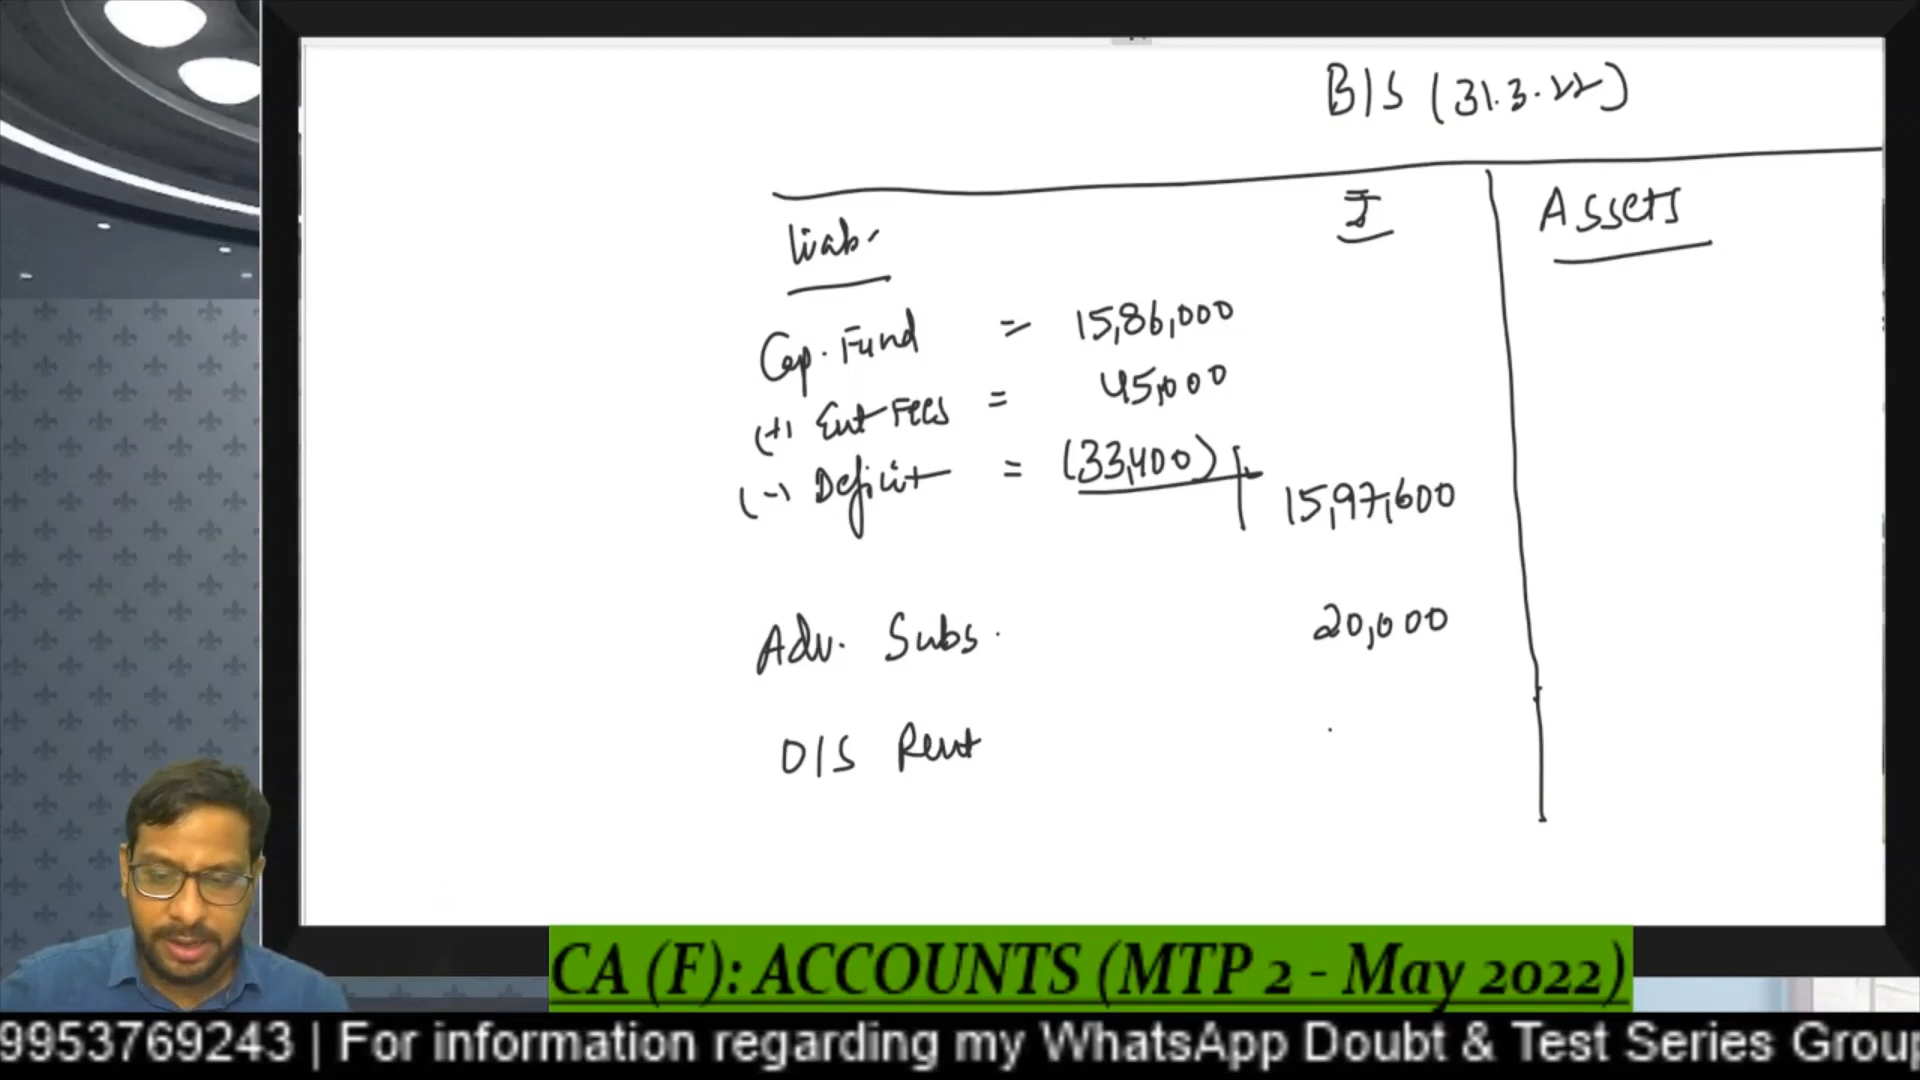 B/S (31.3.22)
Liab.
₹
Assets
Cap. Fund = 15,86,000
(+) Ent Fees = 45,000
(-) Deficit = (33,400)
15,97,600
Adv. Subs. 20,000
O/S Rent
CA (F): ACCOUNTS (MTP 2 - May 2022)
9953769243 | For information regarding my WhatsApp Doubt & Test Series Group